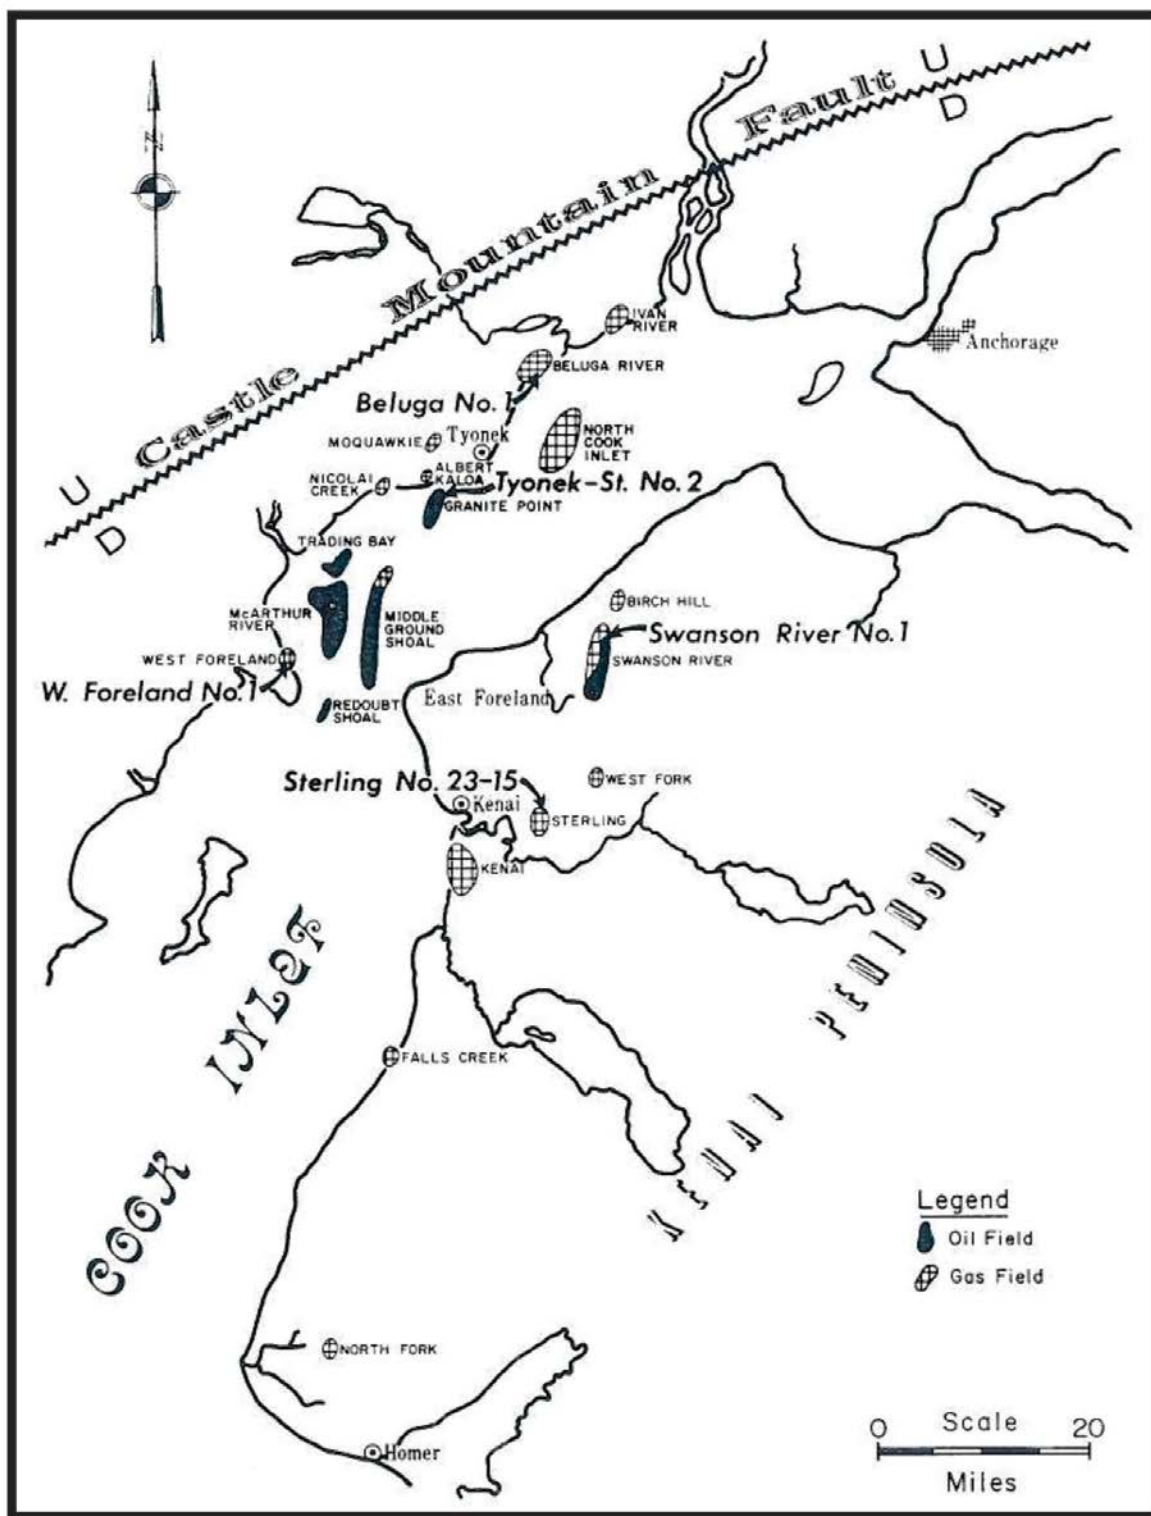 U
D
Castle Mountain Fault
N
IVAN
RIVER
Anchorage
BELUGA RIVER
Beluga No.1
MOQUAWKIE
Tyonek
NORTH
COOK
INLET
ALBERT
KALOA
NICOLAI
CREEK
Tyonek-St. No.2
GRANITE POINT
U
D
TRADING BAY
BIRCH HILL
McARTHUR
RIVER
MIDDLE
GROUND
SHOAL
Swanson River No.1
SWANSON RIVER
WEST FORELAND
W. Foreland No.1
East Foreland
REDOUBT
SHOAL
Sterling No. 23-15
WEST FORK
Kenai
STERLING
KENAI
COOK INLET
KENAI PENINSULA
FALLS CREEK
Legend
Oil Field
Gas Field
NORTH FORK
Homer
0 Scale 20
Miles